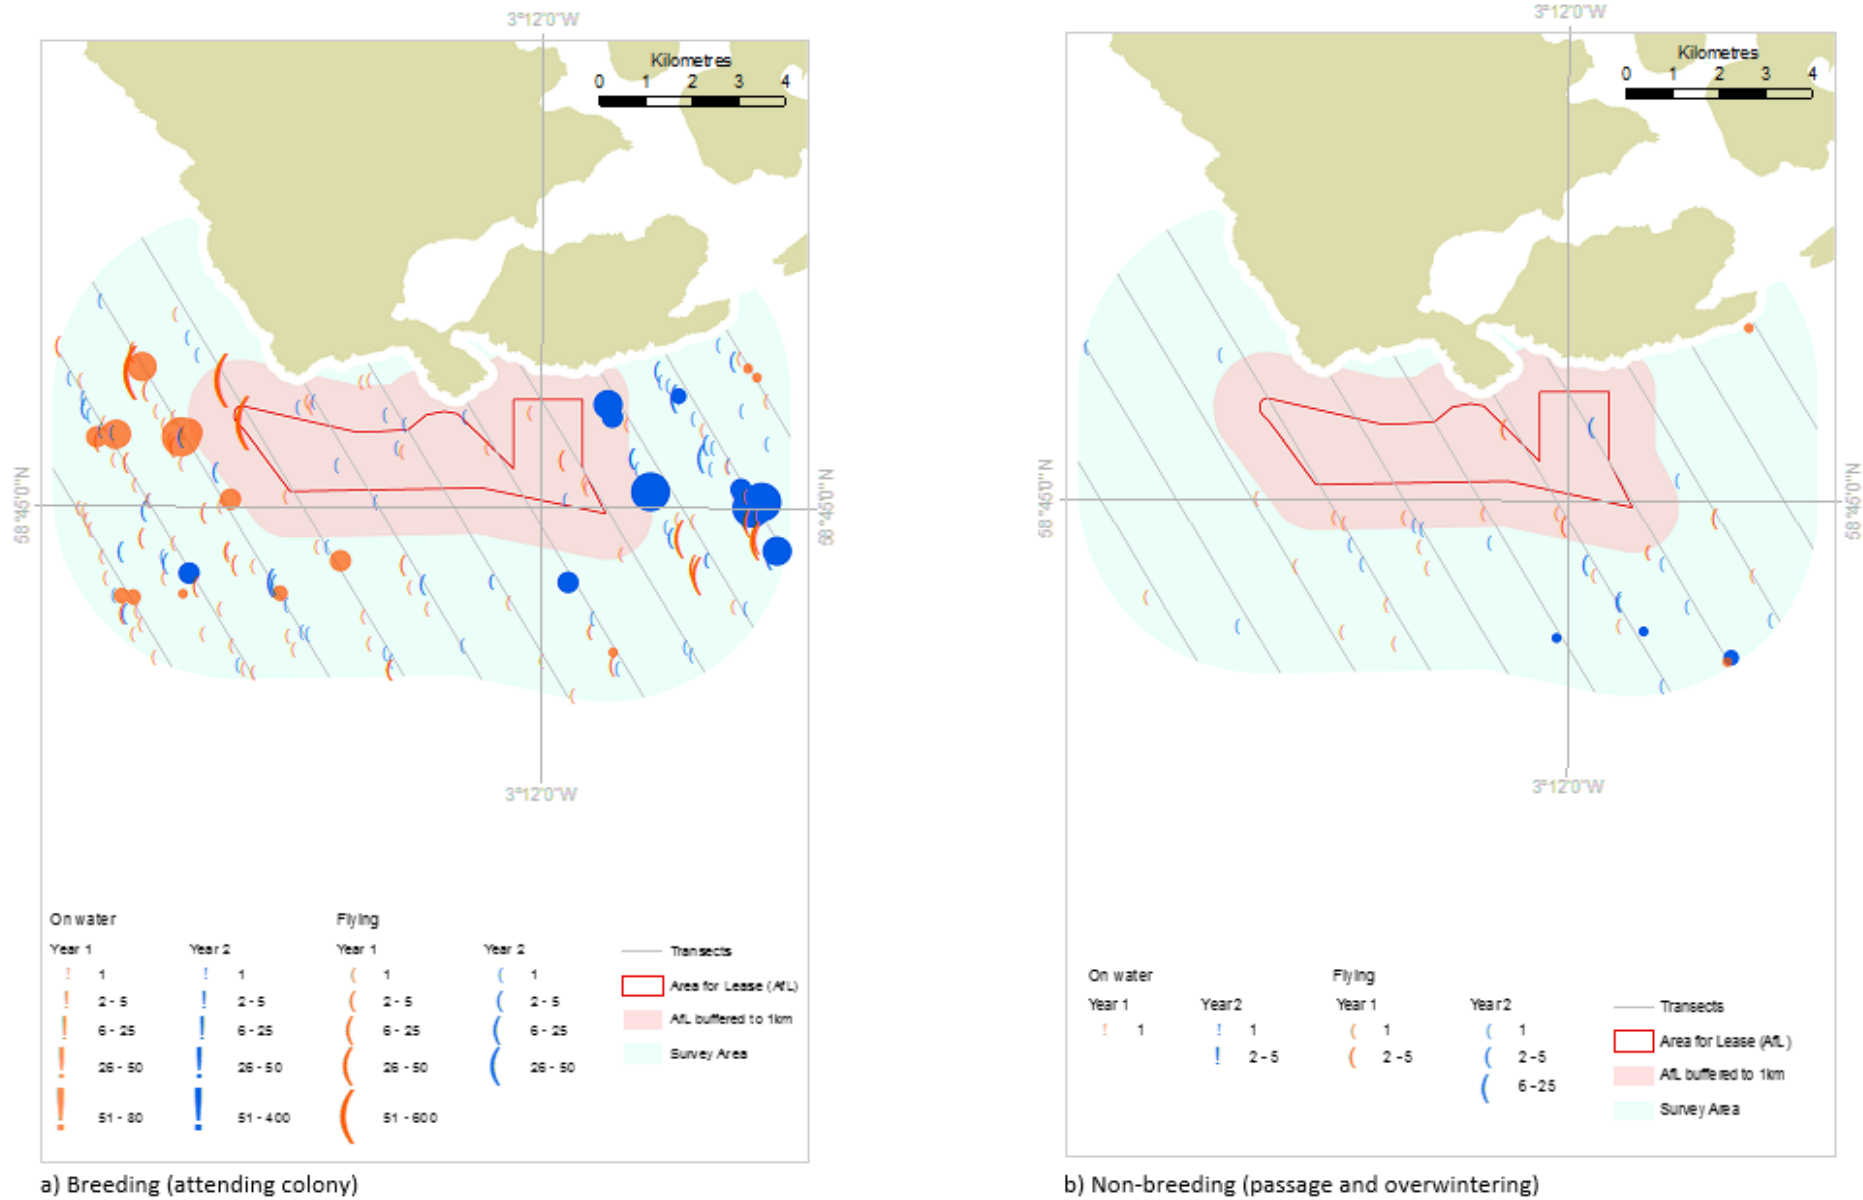 3°12'0"W
Kilometres
0 1 2 3 4
58°45'0"N
58°45'0"N
3°12'0"W
On water
Flying
Year 1 Year 2 Year 1 Year 2
! 1 ! 1 ( 1 ( 1
! 2 - 5 ! 2 - 5 ( 2 - 5 ( 2 - 5
! 6 - 25 ! 6 - 25 ( 6 - 25 ( 6 - 25
! 26 - 50 ! 26 - 50 ( 26 - 50 ( 26 - 50
! 51 - 80 ! 51 - 400 ( 51 - 600
Transects
Area for Lease (AfL)
AfL buffered to 1km
Survey Area
a) Breeding (attending colony)
3°12'0"W
Kilometres
0 1 2 3 4
58°45'0"N
58°45'0"N
3°12'0"W
On water
Flying
Year 1 Year 2 Year 1 Year 2
! 1 ! 1 ( 1 ( 1
! 2 - 5 ( 2 - 5 ( 2 - 5
( 6 - 25
Transects
Area for Lease (AfL)
AfL buffered to 1km
Survey Area
b) Non-breeding (passage and overwintering)